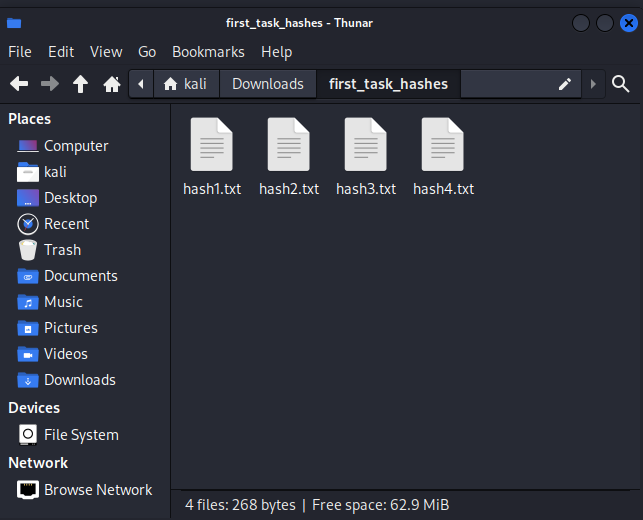 first_task_hashes - Thunar
File Edit View Go Bookmarks Help
kali Downloads first_task_hashes
Places
Computer
kali
Desktop
Recent
Trash
Documents
Music
Pictures
Videos
Downloads
Devices
File System
Network
Browse Network
hash1.txt hash2.txt hash3.txt hash4.txt
4 files: 268 bytes | Free space: 62.9 MiB